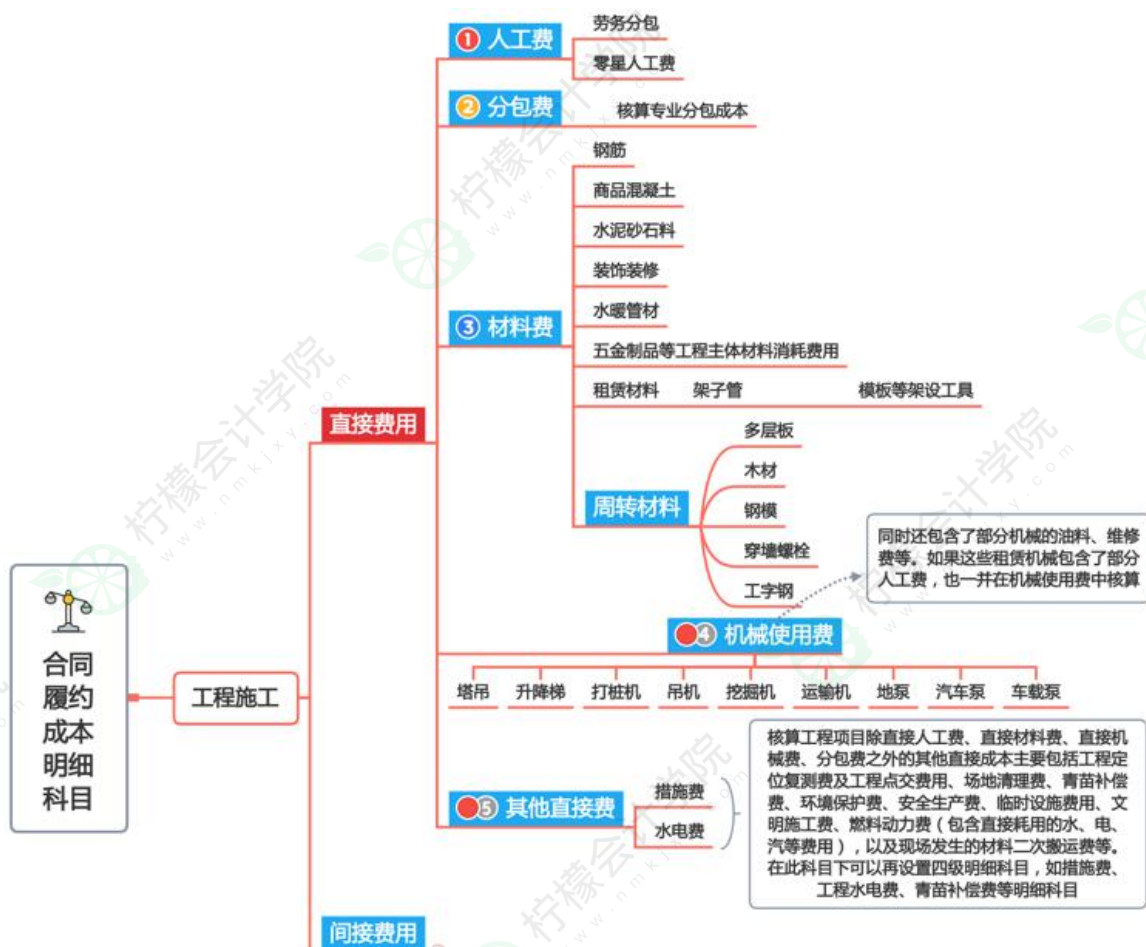 ① 人工费
劳务分包
零星人工费
② 分包费
核算专业分包成本
③ 材料费
钢筋
商品混凝土
水泥砂石料
装饰装修
水暖管材
五金制品等工程主体材料消耗费用
租赁材料 架子管 模板等架设工具
周转材料
多层板
木材
钢模
穿墙螺栓
工字钢
直接费用
同时还包含了部分机械的油料、维修
费等。如果这些租赁机械包含了部分
人工费，也一并在机械使用费中核算
④ 机械使用费
塔吊 升降梯 打桩机 吊机 挖掘机 运输机 地泵 汽车泵 车载泵
合同
履约
成本
明细
科目
工程施工
⑤ 其他直接费
措施费
水电费
核算工程项目除直接人工费、直接材料费、直接机
械费、分包费之外的其他直接成本主要包括工程定
位复测费及工程点交费用、场地清理费、青苗补偿
费、环境保护费、安全生产费、临时设施费用、文
明施工费、燃料动力费（包含直接耗用的水、电、
汽等费用），以及现场发生的材料二次搬运费等。
在此科目下可以再设置四级明细科目，如措施费、
工程水电费、青苗补偿费等明细科目
间接费用
柠檬会计学院
www.nmkjxy.com